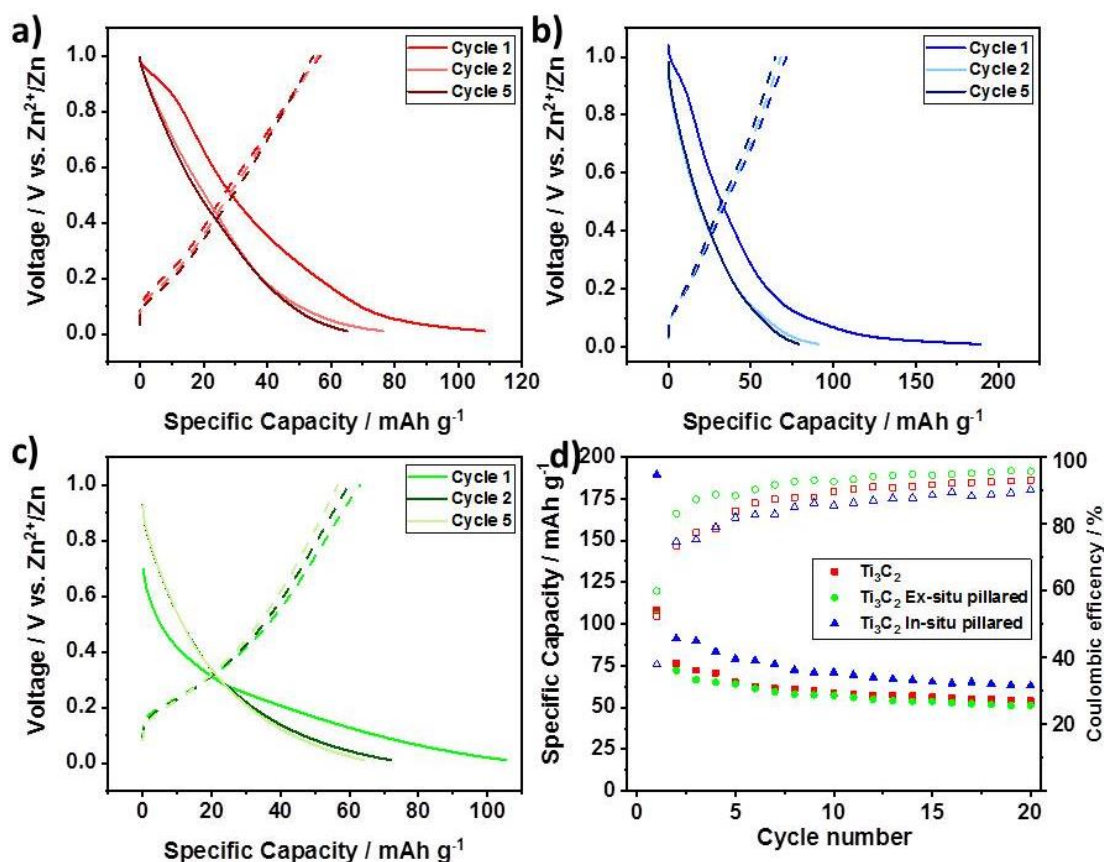 a)
Voltage / V vs. Zn²⁺/Zn
1.0
0.8
0.6
0.4
0.2
0.0
0 20 40 60 80 100 120
Specific Capacity / mAh g⁻¹
Cycle 1
Cycle 2
Cycle 5
b)
Voltage / V vs. Zn²⁺/Zn
1.0
0.8
0.6
0.4
0.2
0.0
0 50 100 150 200
Specific Capacity / mAh g⁻¹
Cycle 1
Cycle 2
Cycle 5
c)
Voltage / V vs. Zn²⁺/Zn
1.0
0.8
0.6
0.4
0.2
0.0
0 20 40 60 80 100
Specific Capacity / mAh g⁻¹
Cycle 1
Cycle 2
Cycle 5
d)
Specific Capacity / mAh g⁻¹
200
175
150
125
100
75
50
25
0
0 5 10 15 20
Cycle number
Ti₃C₂
Ti₃C₂ Ex-situ pillared
Ti₃C₂ In-situ pillared
100
80
60
40
20
Coulombic efficency / %